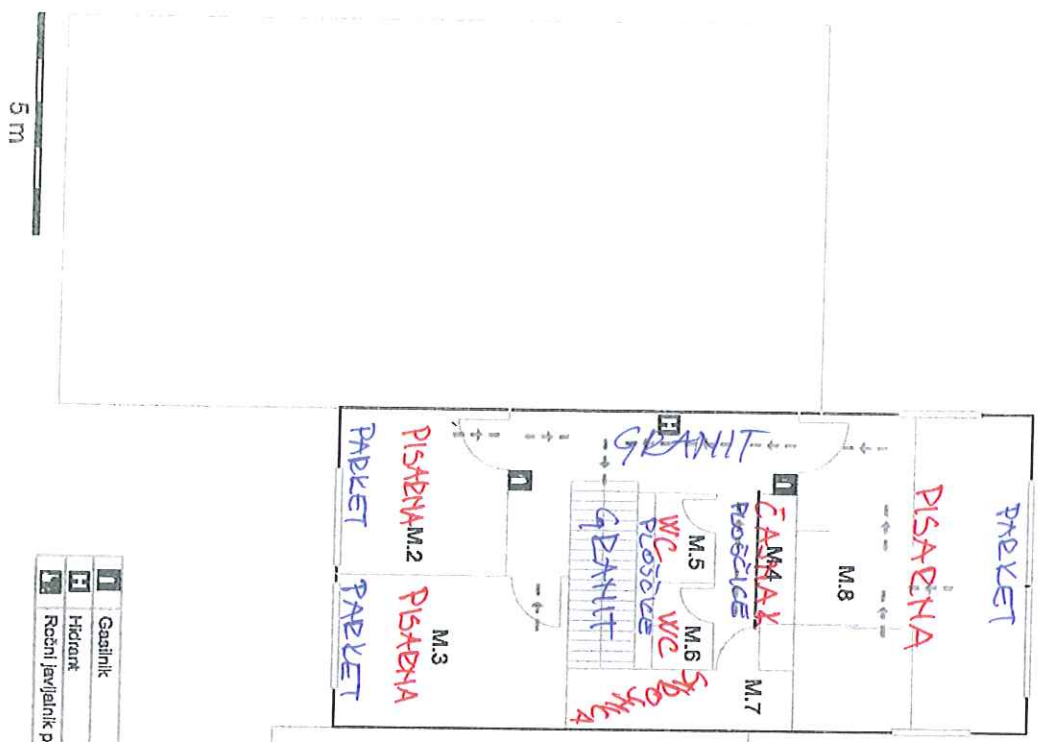 5 m
PARKET
PISARNA
M.8
GRANIT
H
ČAJNA K
M.4
PLOŠČICE
M.7
M.5
M.6
WC
WC
PLOŠČICE
GRANIT
M.2
PISARNA
PARKET
M.3
PISARNA
PARKET
Gasilnik
H Hidrant
Ročni javljalnik p